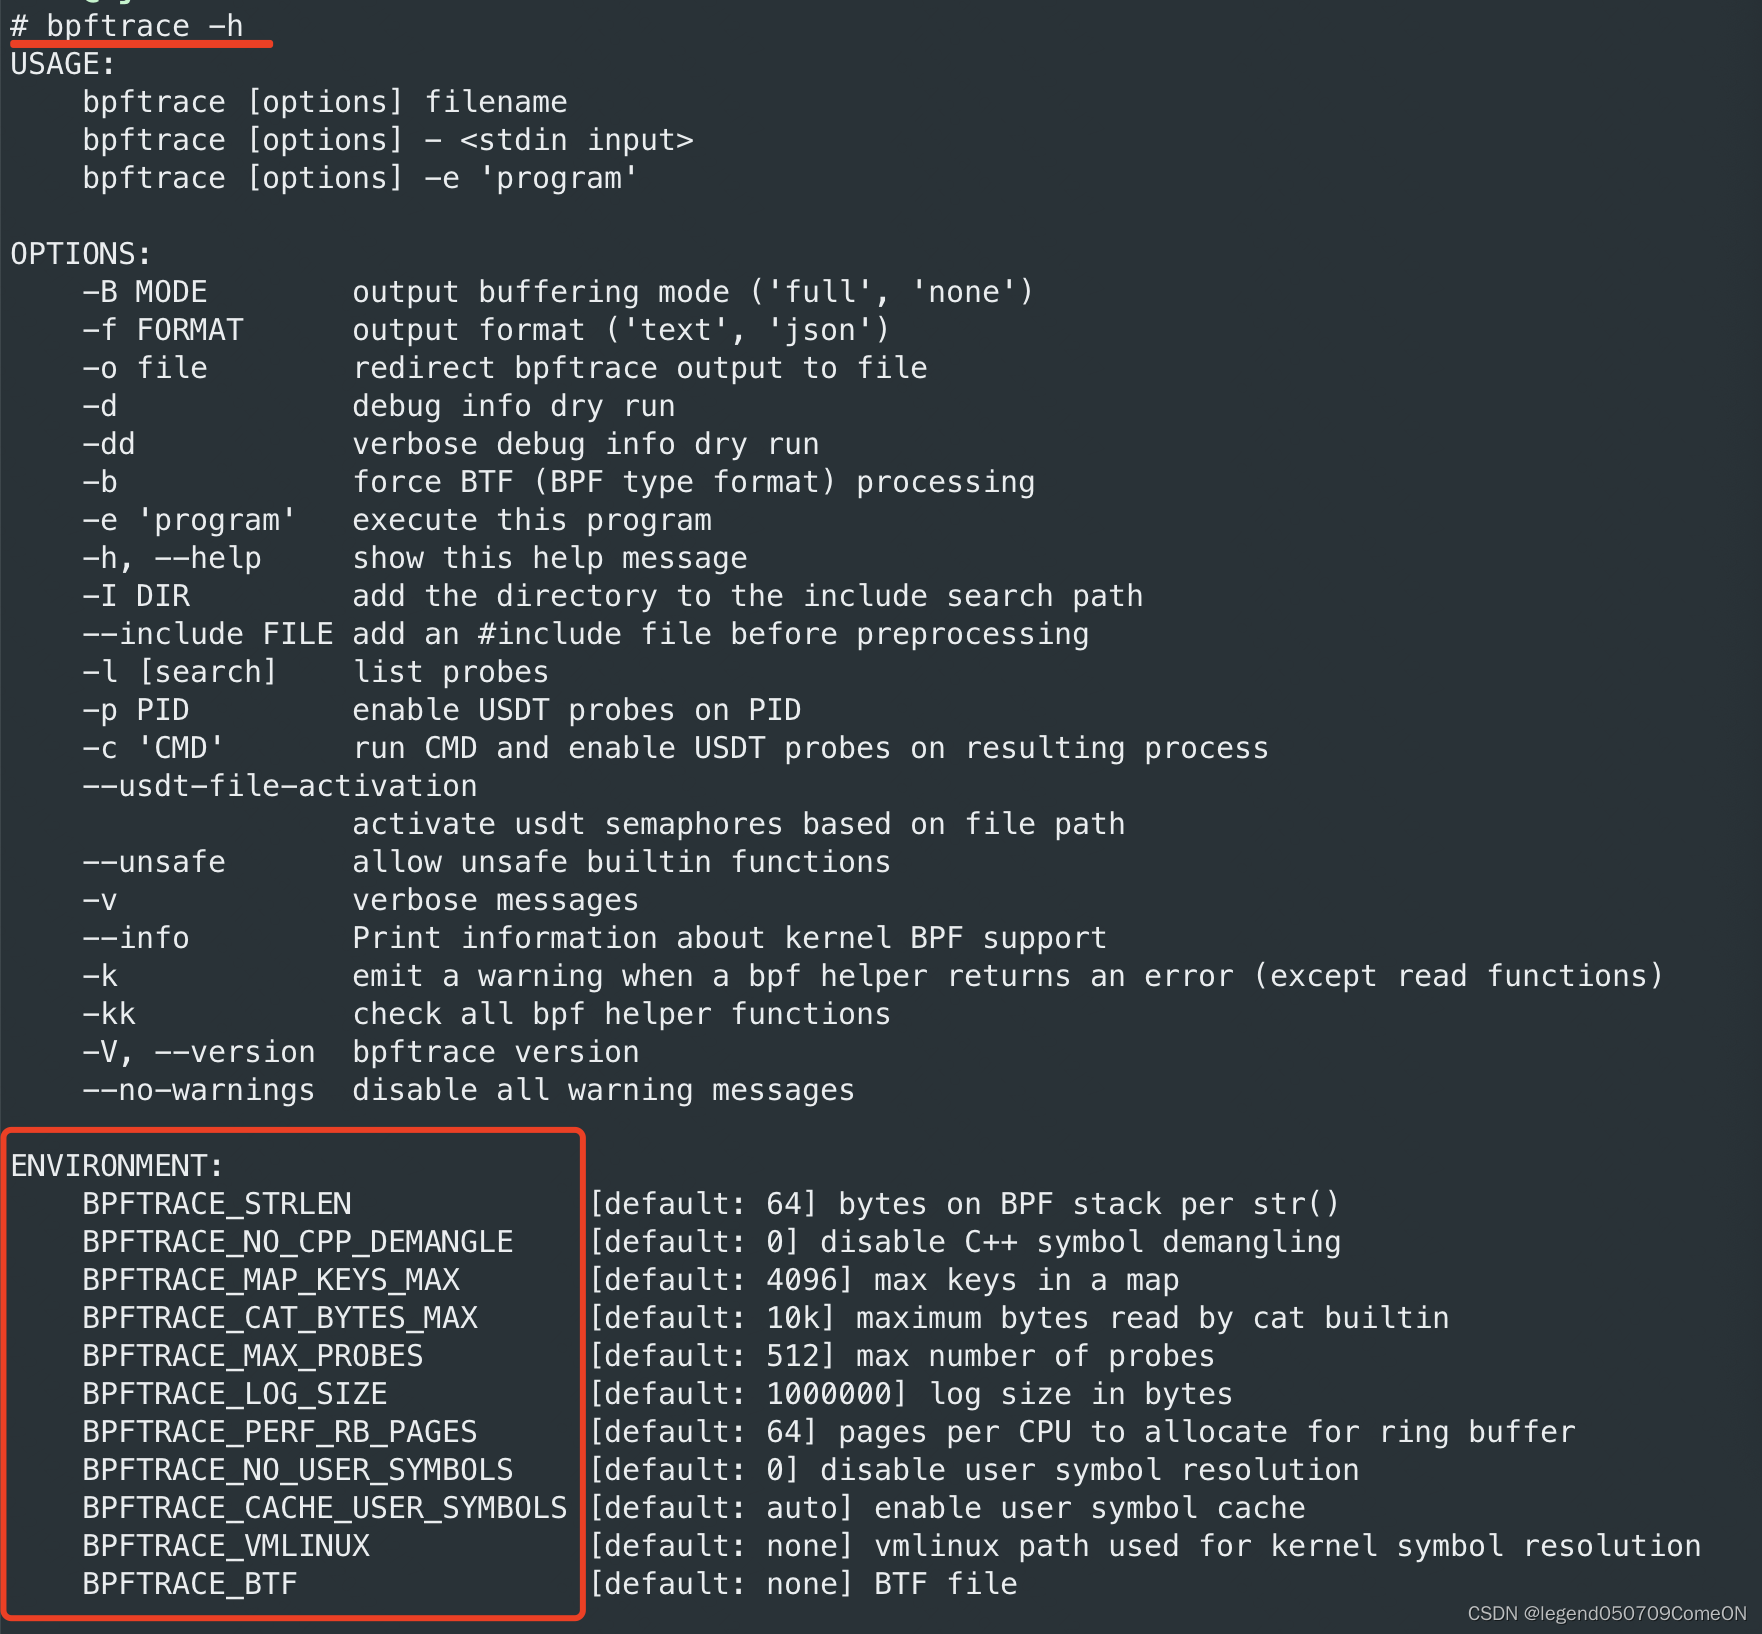 # bpftrace -h
USAGE:
    bpftrace [options] filename
    bpftrace [options] - <stdin input>
    bpftrace [options] -e 'program'

OPTIONS:
    -B MODE        output buffering mode ('full', 'none')
    -f FORMAT      output format ('text', 'json')
    -o file        redirect bpftrace output to file
    -d             debug info dry run
    -dd            verbose debug info dry run
    -b             force BTF (BPF type format) processing
    -e 'program'   execute this program
    -h, --help     show this help message
    -I DIR         add the directory to the include search path
    --include FILE add an #include file before preprocessing
    -l [search]    list probes
    -p PID         enable USDT probes on PID
    -c 'CMD'       run CMD and enable USDT probes on resulting process
    --usdt-file-activation
                   activate usdt semaphores based on file path
    --unsafe       allow unsafe builtin functions
    -v             verbose messages
    --info         Print information about kernel BPF support
    -k             emit a warning when a bpf helper returns an error (except read functions)
    -kk            check all bpf helper functions
    -V, --version  bpftrace version
    --no-warnings  disable all warning messages

ENVIRONMENT:
    BPFTRACE_STRLEN             [default: 64] bytes on BPF stack per str()
    BPFTRACE_NO_CPP_DEMANGLE    [default: 0] disable C++ symbol demangling
    BPFTRACE_MAP_KEYS_MAX       [default: 4096] max keys in a map
    BPFTRACE_CAT_BYTES_MAX      [default: 10k] maximum bytes read by cat builtin
    BPFTRACE_MAX_PROBES         [default: 512] max number of probes
    BPFTRACE_LOG_SIZE           [default: 1000000] log size in bytes
    BPFTRACE_PERF_RB_PAGES      [default: 64] pages per CPU to allocate for ring buffer
    BPFTRACE_NO_USER_SYMBOLS    [default: 0] disable user symbol resolution
    BPFTRACE_CACHE_USER_SYMBOLS [default: auto] enable user symbol cache
    BPFTRACE_VMLINUX            [default: none] vmlinux path used for kernel symbol resolution
    BPFTRACE_BTF                [default: none] BTF file
CSDN @legend050709ComeON